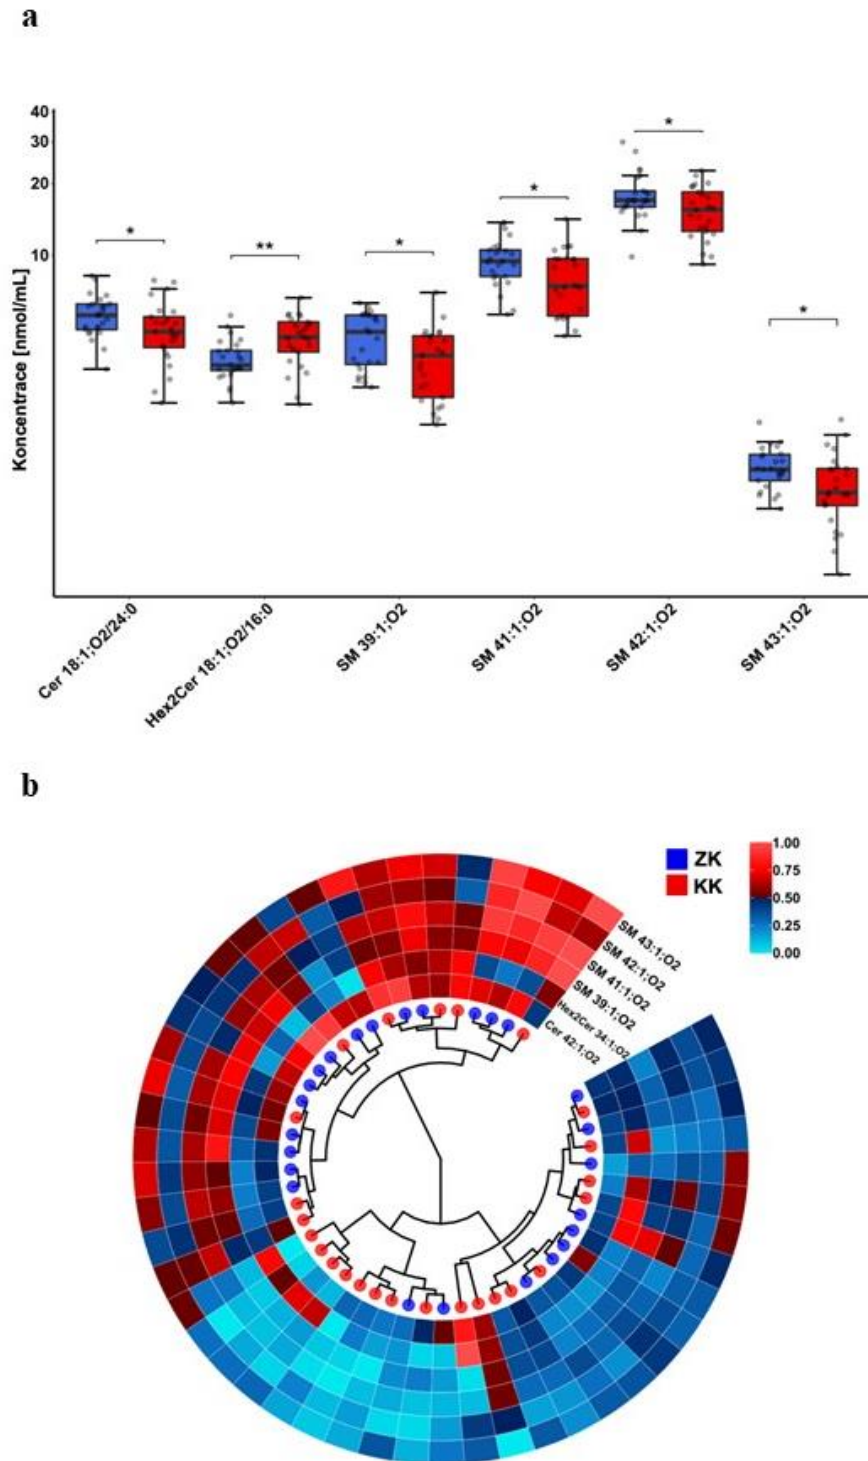 a
40
30
20
10
Koncentrace [nmol/mL]
*
**
*
*
*
*
Cer 18:1;O2/24:0
Hex2Cer 18:1;O2/16:0
SM 39:1;O2
SM 41:1;O2
SM 42:1;O2
SM 43:1;O2
b
ZK
KK
1.00
0.75
0.50
0.25
0.00
SM 43:1;O2
SM 42:1;O2
SM 41:1;O2
SM 39:1;O2
Hex2Cer 34:1;O2
Cer 42:1;O2